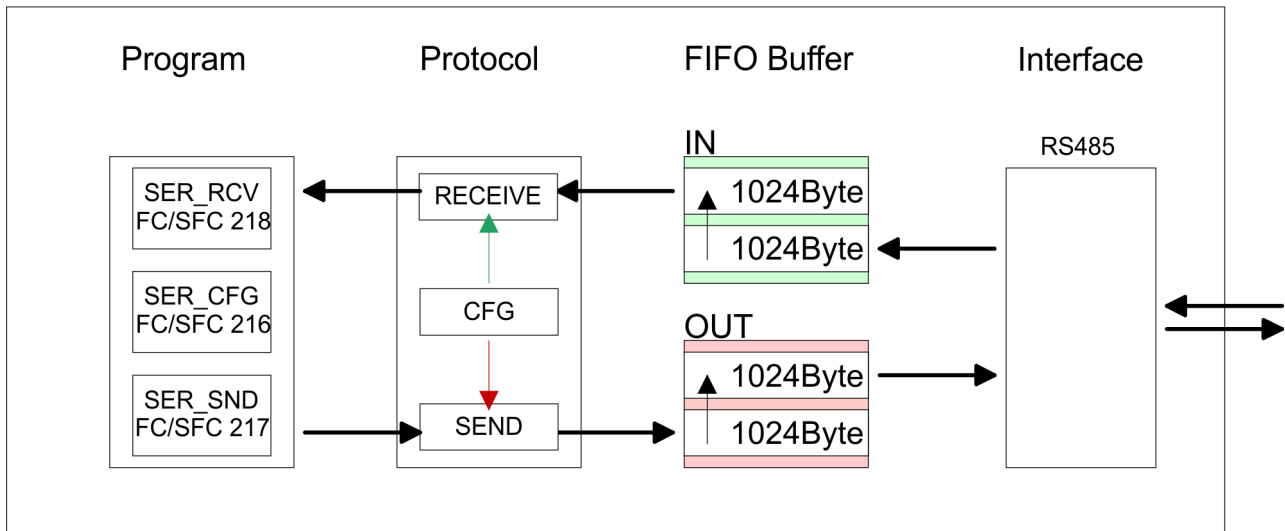 Program
Protocol
FIFO Buffer
Interface
SER_RCV
FC/SFC 218
SER_CFG
FC/SFC 216
SER_SND
FC/SFC 217
RECEIVE
CFG
SEND
IN
1024Byte
1024Byte
OUT
1024Byte
1024Byte
RS485